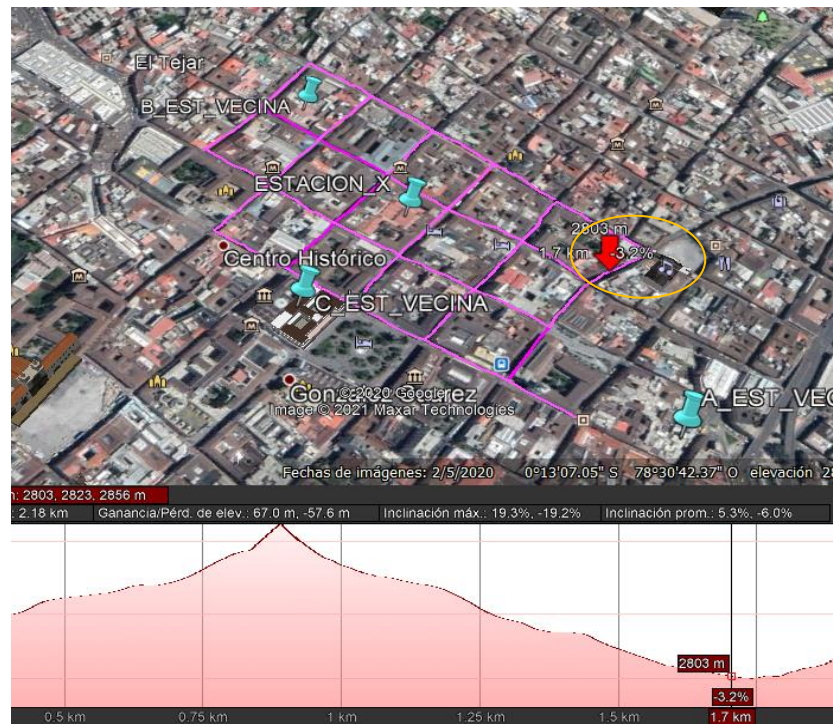 El Tejar
B_EST_VECINA
ESTACION_X
2803 m
1.7 km -3.2%
Centro Histórico
C_EST_VECINA
A_EST_VEC
© 2020 Google
Image © 2021 Maxar Technologies
Fechas de imágenes: 2/5/2020 0°13'07.05" S 78°30'42.37" O elevación 28
n: 2803, 2823, 2856 m
: 2.18 km Ganancia/Pérd. de elev.: 67.0 m, -57.6 m Inclinación máx.: 19.3%, -19.2% Inclinación prom.: 5.3%, -6.0%
2803 m
-3.2%
0.5 km 0.75 km 1 km 1.25 km 1.5 km 1.7 km